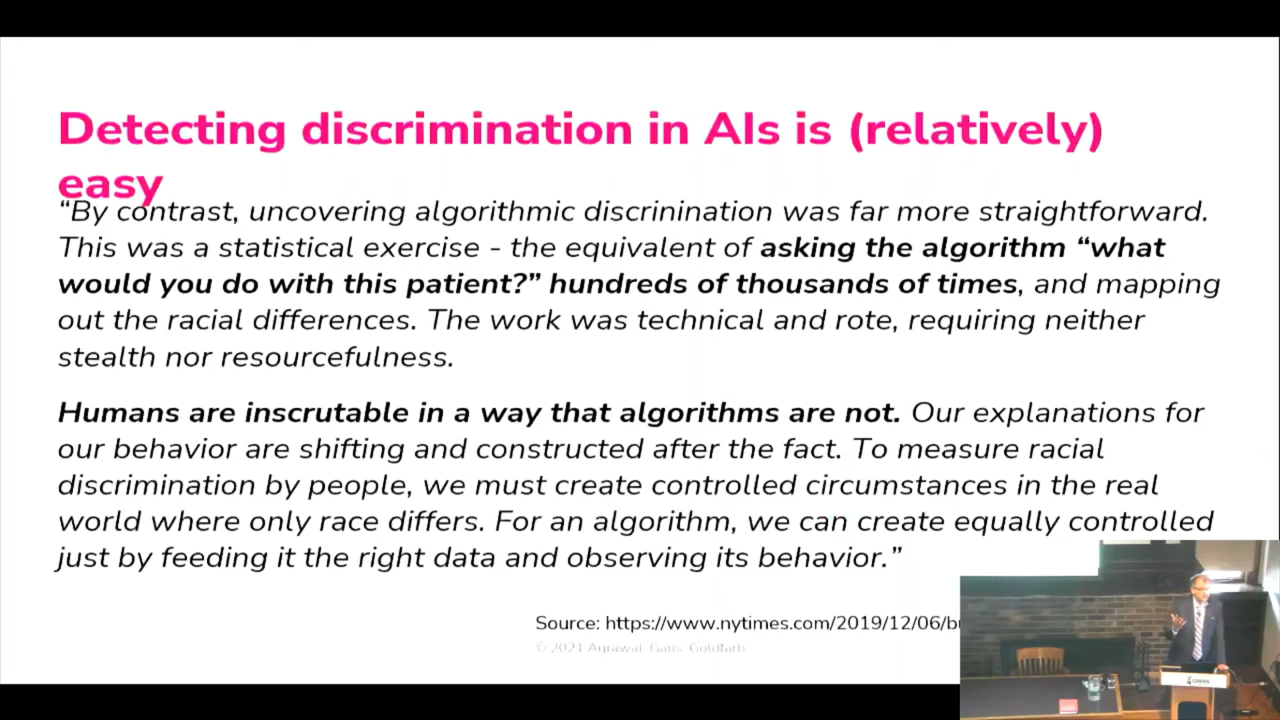 Detecting discrimination in AIs is (relatively)
easy
“By contrast, uncovering algorithmic discrinination was far more straightforward.
This was a statistical exercise - the equivalent of asking the algorithm “what
would you do with this patient?” hundreds of thousands of times, and mapping
out the racial differences. The work was technical and rote, requiring neither
stealth nor resourcefulness.
Humans are inscrutable in a way that algorithms are not. Our explanations for
our behavior are shifting and constructed after the fact. To measure racial
discrimination by people, we must create controlled circumstances in the real
world where only race differs. For an algorithm, we can create equally controlled
just by feeding it the right data and observing its behavior.”
Source: https://www.nytimes.com/2019/12/06/bu
© 2021 Agrawal, Gans, Goldfarb
GREEN